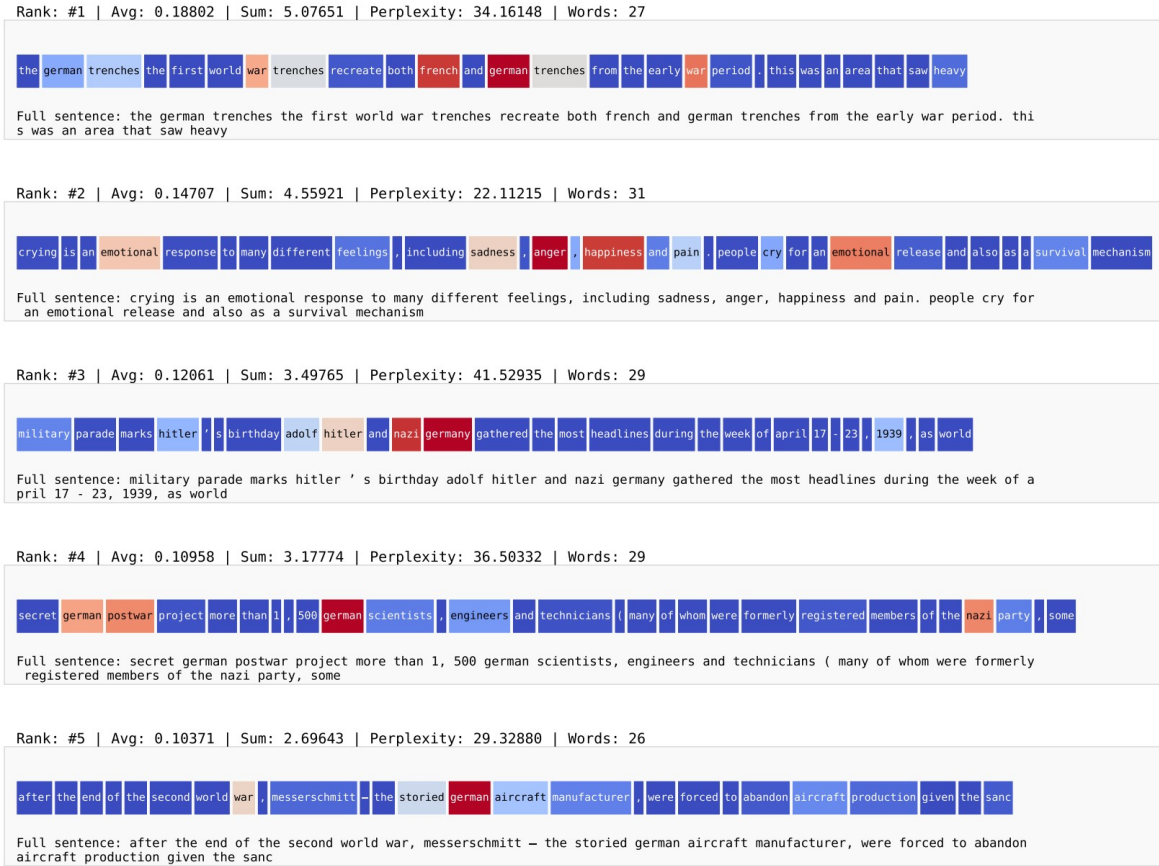 Rank: #1 | Avg: 0.18802 | Sum: 5.07651 | Perplexity: 34.16148 | Words: 27
the german trenches the first world war trenches recreate both french and german trenches from the early war period . this was an area that saw heavy
Full sentence: the german trenches the first world war trenches recreate both french and german trenches from the early war period. thi
s was an area that saw heavy
Rank: #2 | Avg: 0.14707 | Sum: 4.55921 | Perplexity: 22.11215 | Words: 31
crying is an emotional response to many different feelings , including sadness , anger , happiness and pain . people cry for an emotional release and also as a survival mechanism
Full sentence: crying is an emotional response to many different feelings, including sadness, anger, happiness and pain. people cry for
an emotional release and also as a survival mechanism
Rank: #3 | Avg: 0.12061 | Sum: 3.49765 | Perplexity: 41.52935 | Words: 29
military parade marks hitler ’ s birthday adolf hitler and nazi germany gathered the most headlines during the week of april 17 - 23 , 1939 , as world
Full sentence: military parade marks hitler ’ s birthday adolf hitler and nazi germany gathered the most headlines during the week of a
pril 17 - 23, 1939, as world
Rank: #4 | Avg: 0.10958 | Sum: 3.17774 | Perplexity: 36.50332 | Words: 29
secret german postwar project more than 1 , 500 german scientists , engineers and technicians ( many of whom were formerly registered members of the nazi party , some
Full sentence: secret german postwar project more than 1, 500 german scientists, engineers and technicians ( many of whom were formerly
registered members of the nazi party, some
Rank: #5 | Avg: 0.10371 | Sum: 2.69643 | Perplexity: 29.32880 | Words: 26
after the end of the second world war , messerschmitt – the storied german aircraft manufacturer , were forced to abandon aircraft production given the sanc
Full sentence: after the end of the second world war, messerschmitt – the storied german aircraft manufacturer, were forced to abandon
aircraft production given the sanc